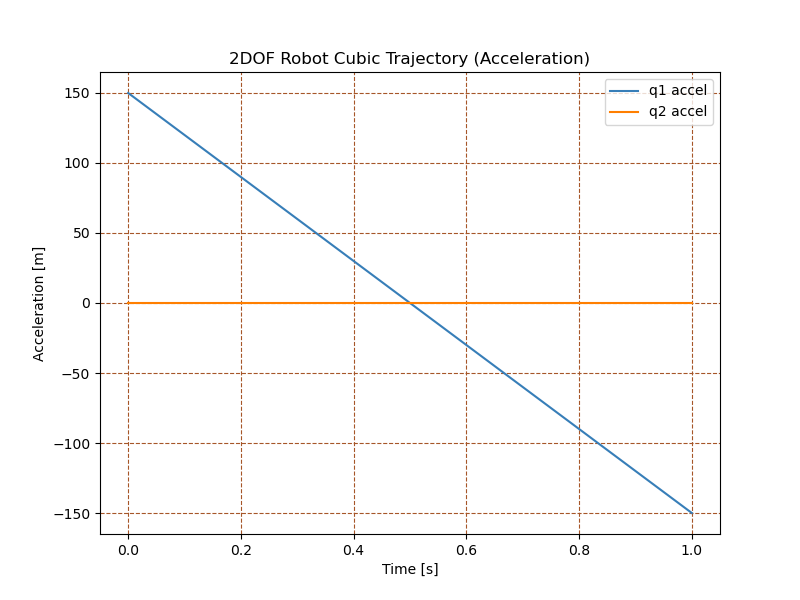 2DOF Robot Cubic Trajectory (Acceleration)
q1 accel
q2 accel
Acceleration [m]
150
100
50
0
−50
−100
−150
0.0 0.2 0.4 0.6 0.8 1.0
Time [s]